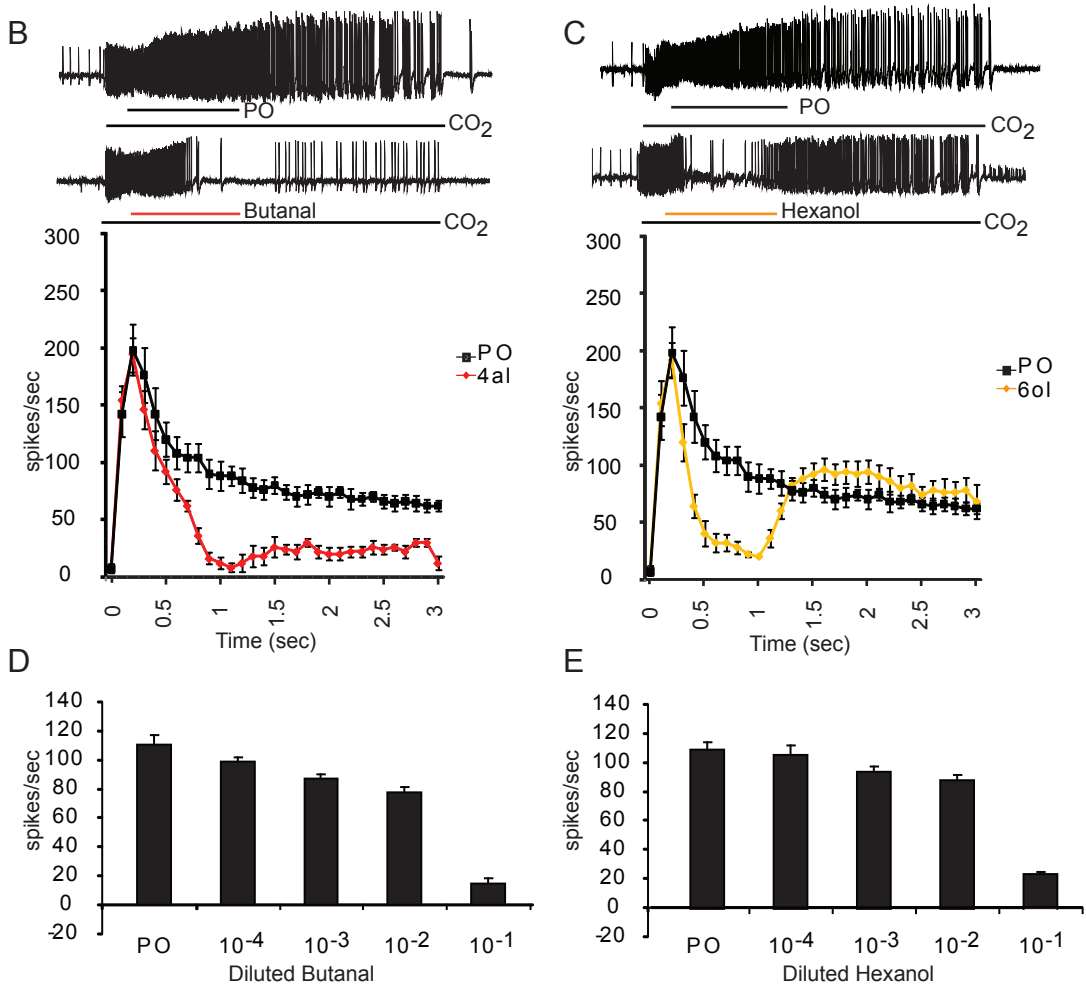 B
PO
CO2
Butanal
CO2
300
250
200
150
100
50
0
spikes/sec
PO
4al
0
0.5
1
1.5
2
2.5
3
Time (sec)
C
PO
CO2
Hexanol
CO2
300
250
200
150
100
50
0
spikes/sec
PO
6ol
0
0.5
1
1.5
2
2.5
3
Time (sec)
D
140
120
100
80
60
40
20
0
-20
spikes/sec
PO 10-4 10-3 10-2 10-1
Diluted Butanal
E
140
120
100
80
60
40
20
0
-20
spikes/sec
PO 10-4 10-3 10-2 10-1
Diluted Hexanol